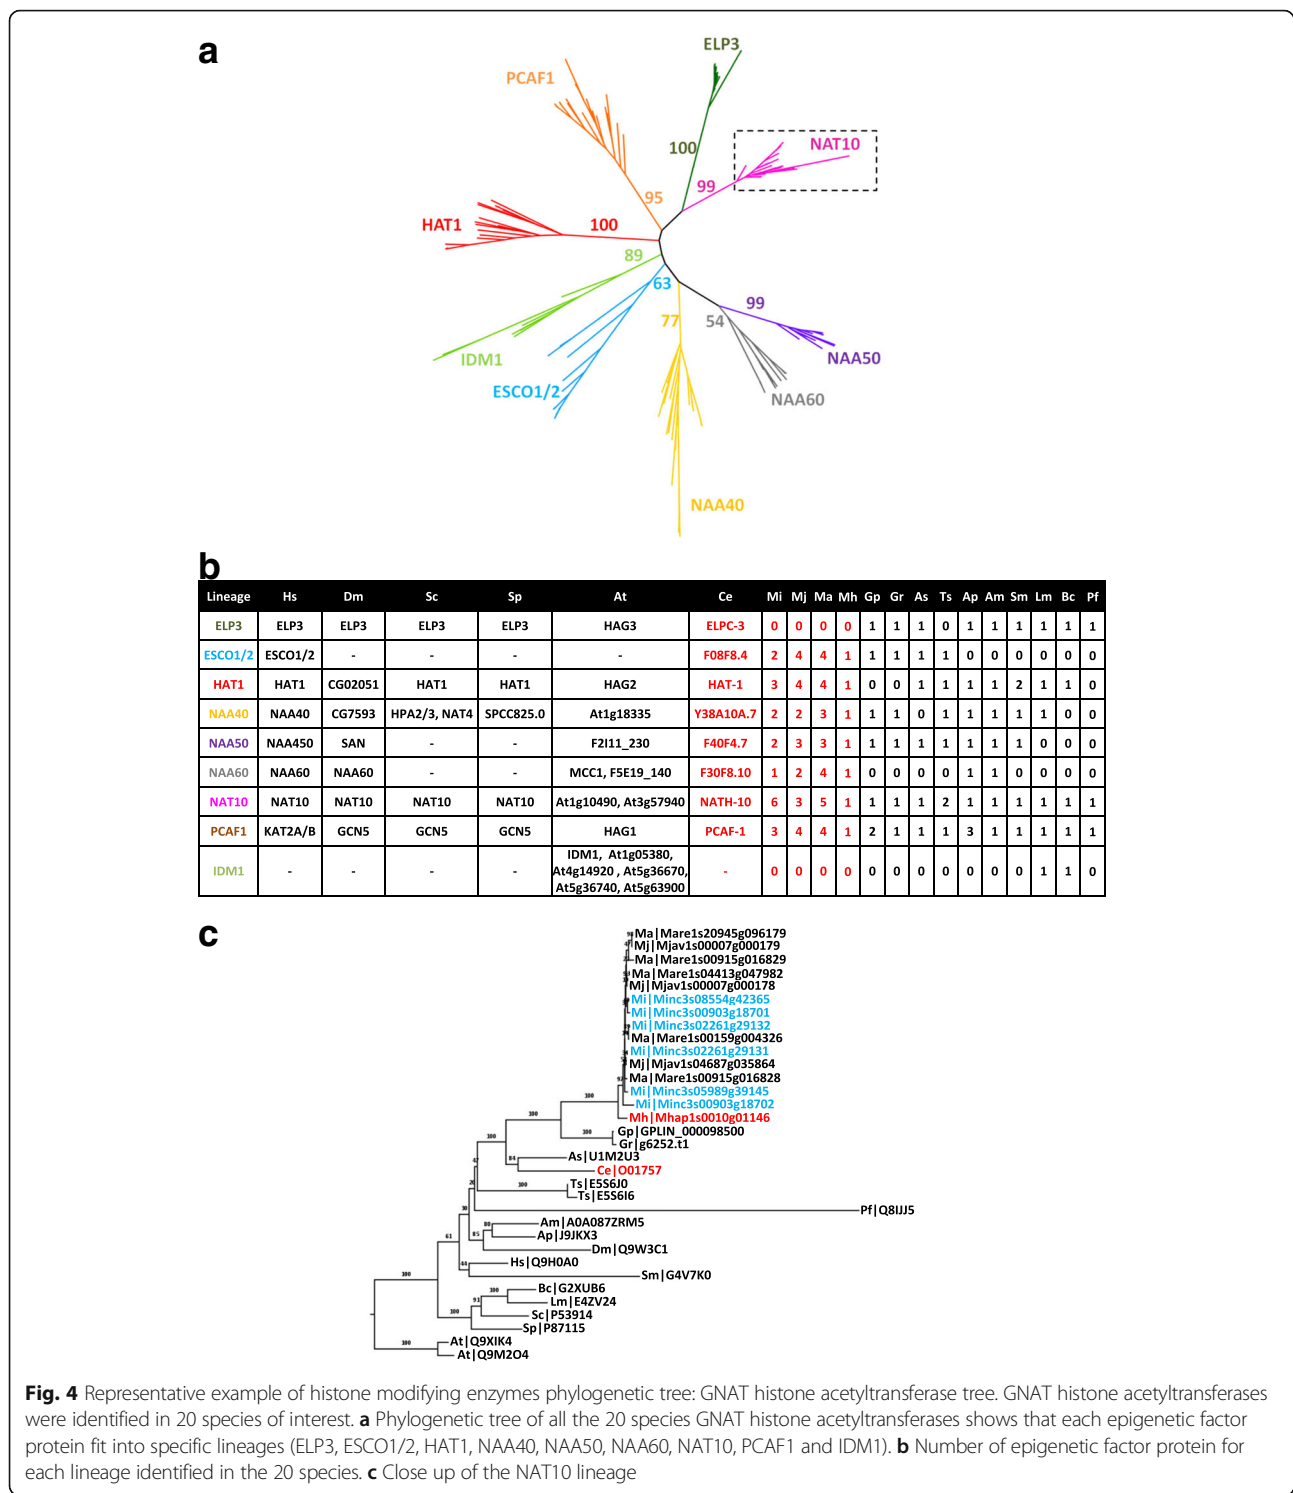 a
ELP3
PCAF1
NAT10
100
99
95
HAT1
100
89
63
99
77
54
IDM1
NAA50
ESCO1/2
NAA60
NAA40
b
Lineage Hs Dm Sc Sp At Ce Mi Mj Ma Mh Gp Gr As Ts Ap Am Sm Lm Bc Pf
ELP3 ELP3 ELP3 ELP3 ELP3 HAG3 ELPC-3 0 0 0 0 1 1 1 0 1 1 1 1 1 1
ESCO1/2 ESCO1/2 - - - - F08F8.4 2 4 4 1 1 1 1 1 0 0 0 0 0 0
HAT1 HAT1 CG02051 HAT1 HAT1 HAG2 HAT-1 3 4 4 1 0 0 1 1 1 1 2 1 1 0
NAA40 NAA40 CG7593 HPA2/3, NAT4 SPCC825.0 At1g18335 Y38A10A.7 2 2 3 1 1 1 0 1 1 1 1 1 0 0
NAA50 NAA450 SAN - - F2I11_230 F40F4.7 2 3 3 1 1 1 1 1 1 1 1 0 0 0
NAA60 NAA60 NAA60 - - MCC1, F5E19_140 F30F8.10 1 2 4 1 0 0 0 0 1 1 0 0 0 0
NAT10 NAT10 NAT10 NAT10 NAT10 At1g10490, At3g57940 NATH-10 6 3 5 1 1 1 1 2 1 1 1 1 1 1
PCAF1 KAT2A/B GCN5 GCN5 GCN5 HAG1 PCAF-1 3 4 4 1 2 1 1 1 3 1 1 1 1 1
IDM1, At1g05380,
IDM1 - - - - At4g14920 , At5g36670, - 0 0 0 0 0 0 0 0 0 0 0 1 1 0
At5g36740, At5g63900
c
Ma|Mare1s20945g096179
Mj|Mjav1s00007g000179
Ma|Mare1s00915g016829
Ma|Mare1s04413g047982
Mj|Mjav1s00007g000178
Mi|Minc3s08554g42365
Mi|Minc3s00903g18701
Mi|Minc3s02261g29132
Ma|Mare1s00159g004326
Mi|Minc3s02261g29131
Mj|Mjav1s04687g035864
Ma|Mare1s00915g016828
Mi|Minc3s05989g39145
Mi|Minc3s00903g18702
100
Mh|Mhap1s0010g01146
100
Gp|GPLIN_000098500
100
Gr|g6252.t1
As|U1M2U3
84
Ce|O01757
100
Ts|E5S6J0
Ts|E5S6I6
Pf|Q8IJJ5
Am|A0A087ZRM5
Ap|J9JKX3
85
61
Dm|Q9W3C1
Hs|Q9H0A0
44
Sm|G4V7K0
100
100
Bc|G2XUB6
91
Lm|E4ZV24
100
Sc|P53914
Sp|P87115
100
At|Q9XIK4
At|Q9M2O4
Fig. 4 Representative example of histone modifying enzymes phylogenetic tree: GNAT histone acetyltransferase tree. GNAT histone acetyltransferases
were identified in 20 species of interest. a Phylogenetic tree of all the 20 species GNAT histone acetyltransferases shows that each epigenetic factor
protein fit into specific lineages (ELP3, ESCO1/2, HAT1, NAA40, NAA50, NAA60, NAT10, PCAF1 and IDM1). b Number of epigenetic factor protein for
each lineage identified in the 20 species. c Close up of the NAT10 lineage